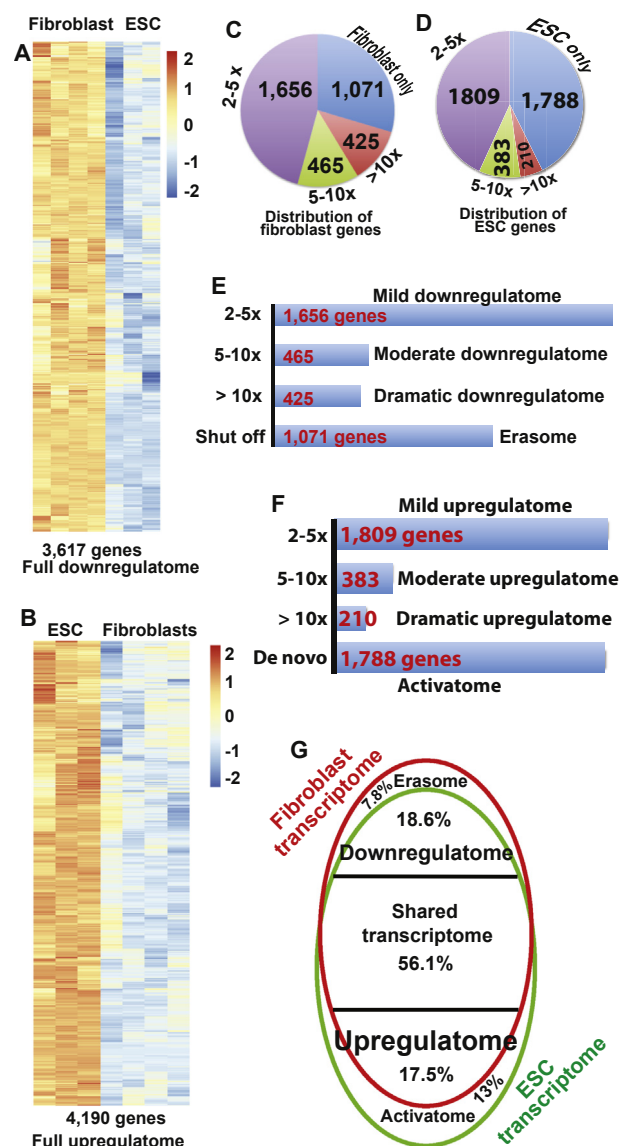 A
Fibroblast ESC
2
1
0
-1
-2
3,617 genes
Full downregulatome
B
ESC Fibroblasts
2
1
0
-1
-2
4,190 genes
Full upregulatome
C
2-5 x
1,656
Fibroblast only
1,071
425
>10x
465
5-10x
Distribution of
fibroblast genes
D
2-5x
1809
ESC only
1,788
383
210
5-10x
>10x
Distribution of
ESC genes
E
Mild downregulatome
2-5x 1,656 genes
5-10x 465 Moderate downregulatome
> 10x 425 Dramatic downregulatome
Shut off 1,071 genes Erasome
F
Mild upregulatome
2-5x 1,809 genes
5-10x 383 Moderate upregulatome
> 10x 210 Dramatic upregulatome
De novo 1,788 genes
Activatome
G
Fibroblast
transcriptome
7.8% Erasome
18.6%
Downregulatome
Shared
transcriptome
56.1%
Upregulatome
17.5%
13%
Activatome
ESC
transcriptome